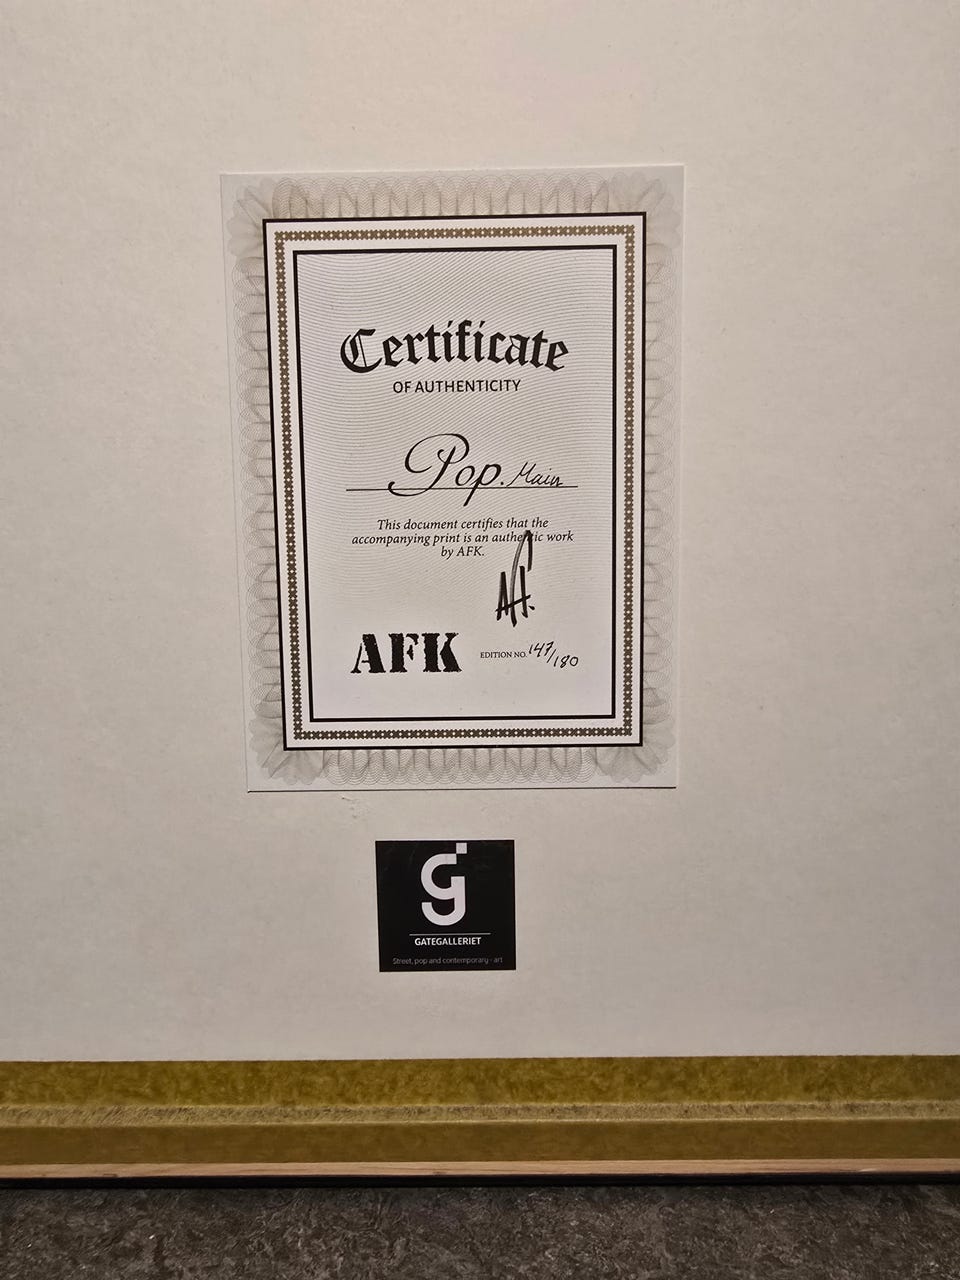 Certificate
OF AUTHENTICITY
Pop. Main
This document certifies that the
accompanying print is an authentic work
by AFK.
AFK
EDITION NO. 147/180
GATEGALLERIET
Street, pop and contemporary - art